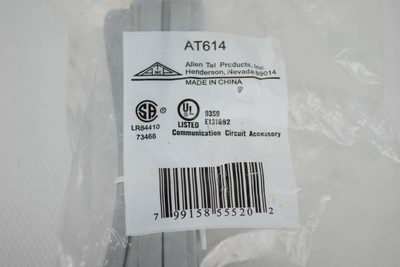 AT614
Allen Tel Products, Inc.
Henderson, Nevada 89014
MADE IN CHINA
LR84410
73468
LISTED
93S9
E131692
Communication Circuit Accessory
7 99158 55520 2